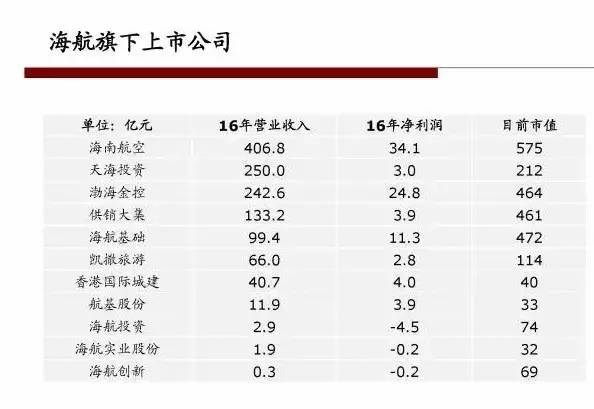 海航旗下上市公司
单位：亿元 16年营业收入 16年净利润 目前市值
海南航空 406.8 34.1 575
天海投资 250.0 3.0 212
渤海金控 242.6 24.8 464
供销大集 133.2 3.9 461
海航基础 99.4 11.3 472
凯撒旅游 66.0 2.8 114
香港国际城建 40.7 4.0 40
航基股份 11.9 3.9 33
海航投资 2.9 -4.5 74
海航实业股份 1.9 -0.2 32
海航创新 0.3 -0.2 69